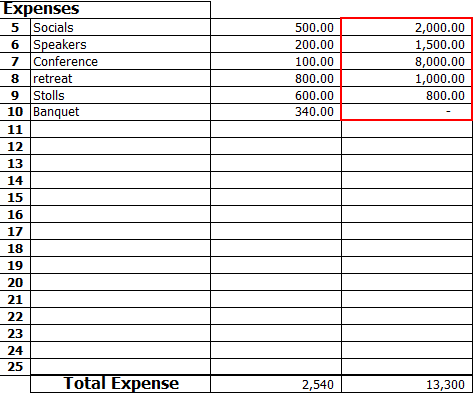 Expenses
5 Socials 500.00 2,000.00
6 Speakers 200.00 1,500.00
7 Conference 100.00 8,000.00
8 retreat 800.00 1,000.00
9 Stolls 600.00 800.00
10 Banquet 340.00 -
11
12
13
14
15
16
17
18
19
20
21
22
23
24
25
Total Expense 2,540 13,300